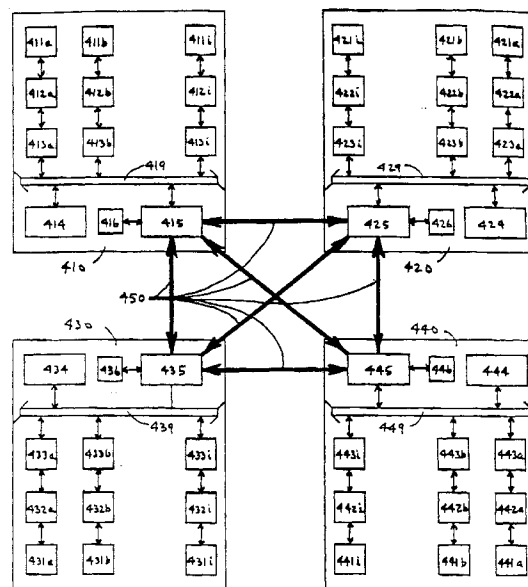 411a 411b 411i 421i 421b 421a
412a 412b 412i 422i 422b 422a
413a 413b 413i 423i 423b 423a
419 429
414 416 415 425 426 424
410 420
450
430 440
434 436 435 445 446 444
439 449
433a 433b 433i 443i 443b 443a
432a 432b 432i 442i 442b 442a
431a 431b 431i 441i 441b 441a